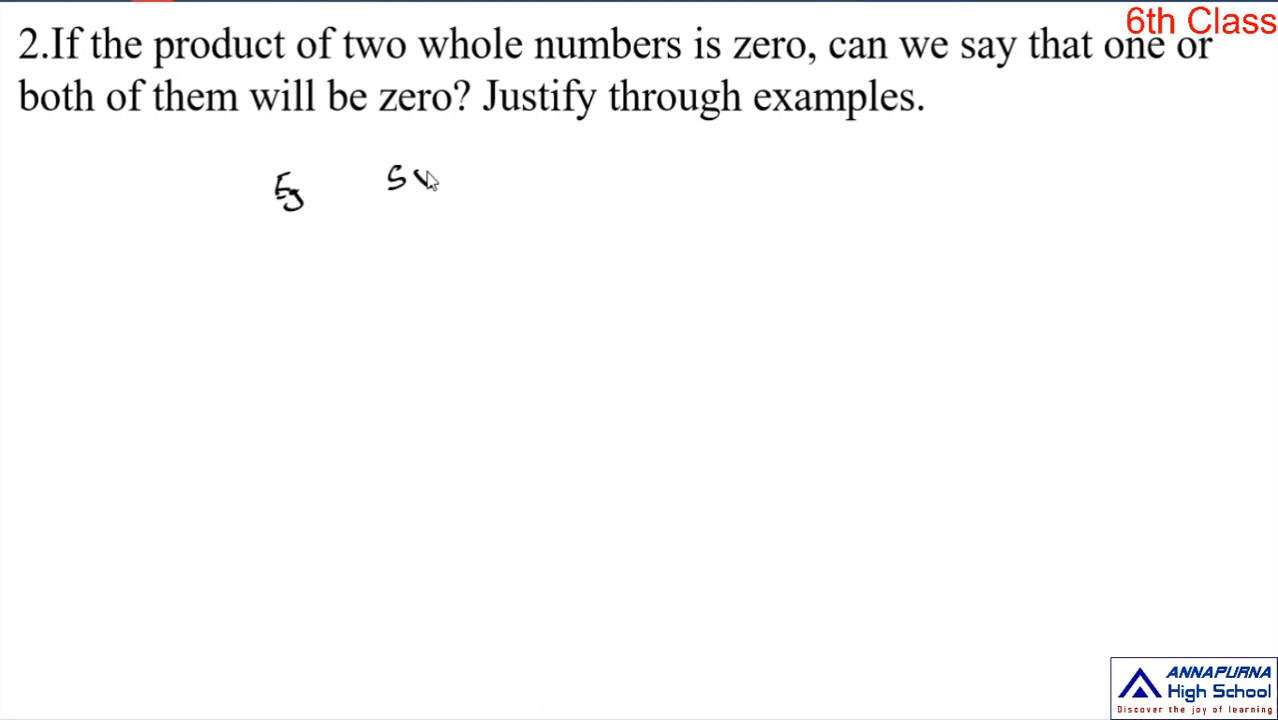 6th Class
2.If the product of two whole numbers is zero, can we say that one or
both of them will be zero? Justify through examples.
Eg 5
ANNAPURNA
High School
Discover the joy of learning